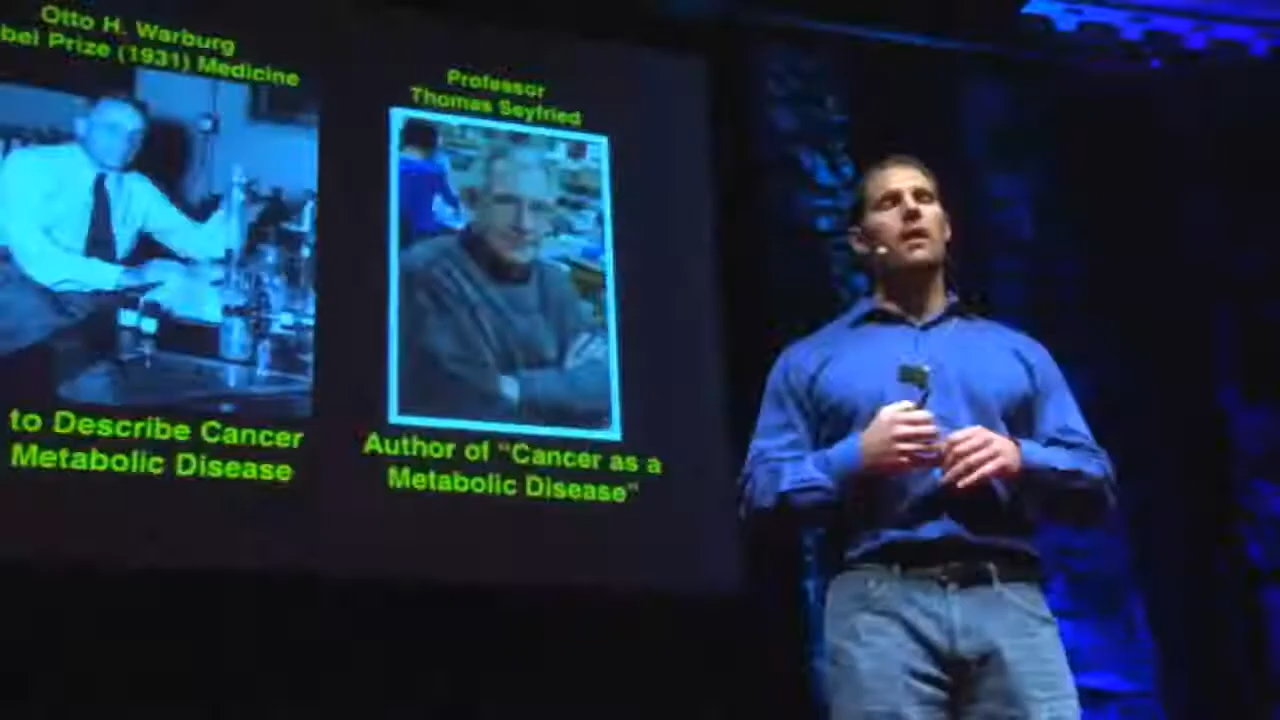 Otto H. Warburg
bel Prize (1931) Medicine
to Describe Cancer
Metabolic Disease
Professor
Thomas Seyfried
Author of "Cancer as a
Metabolic Disease"